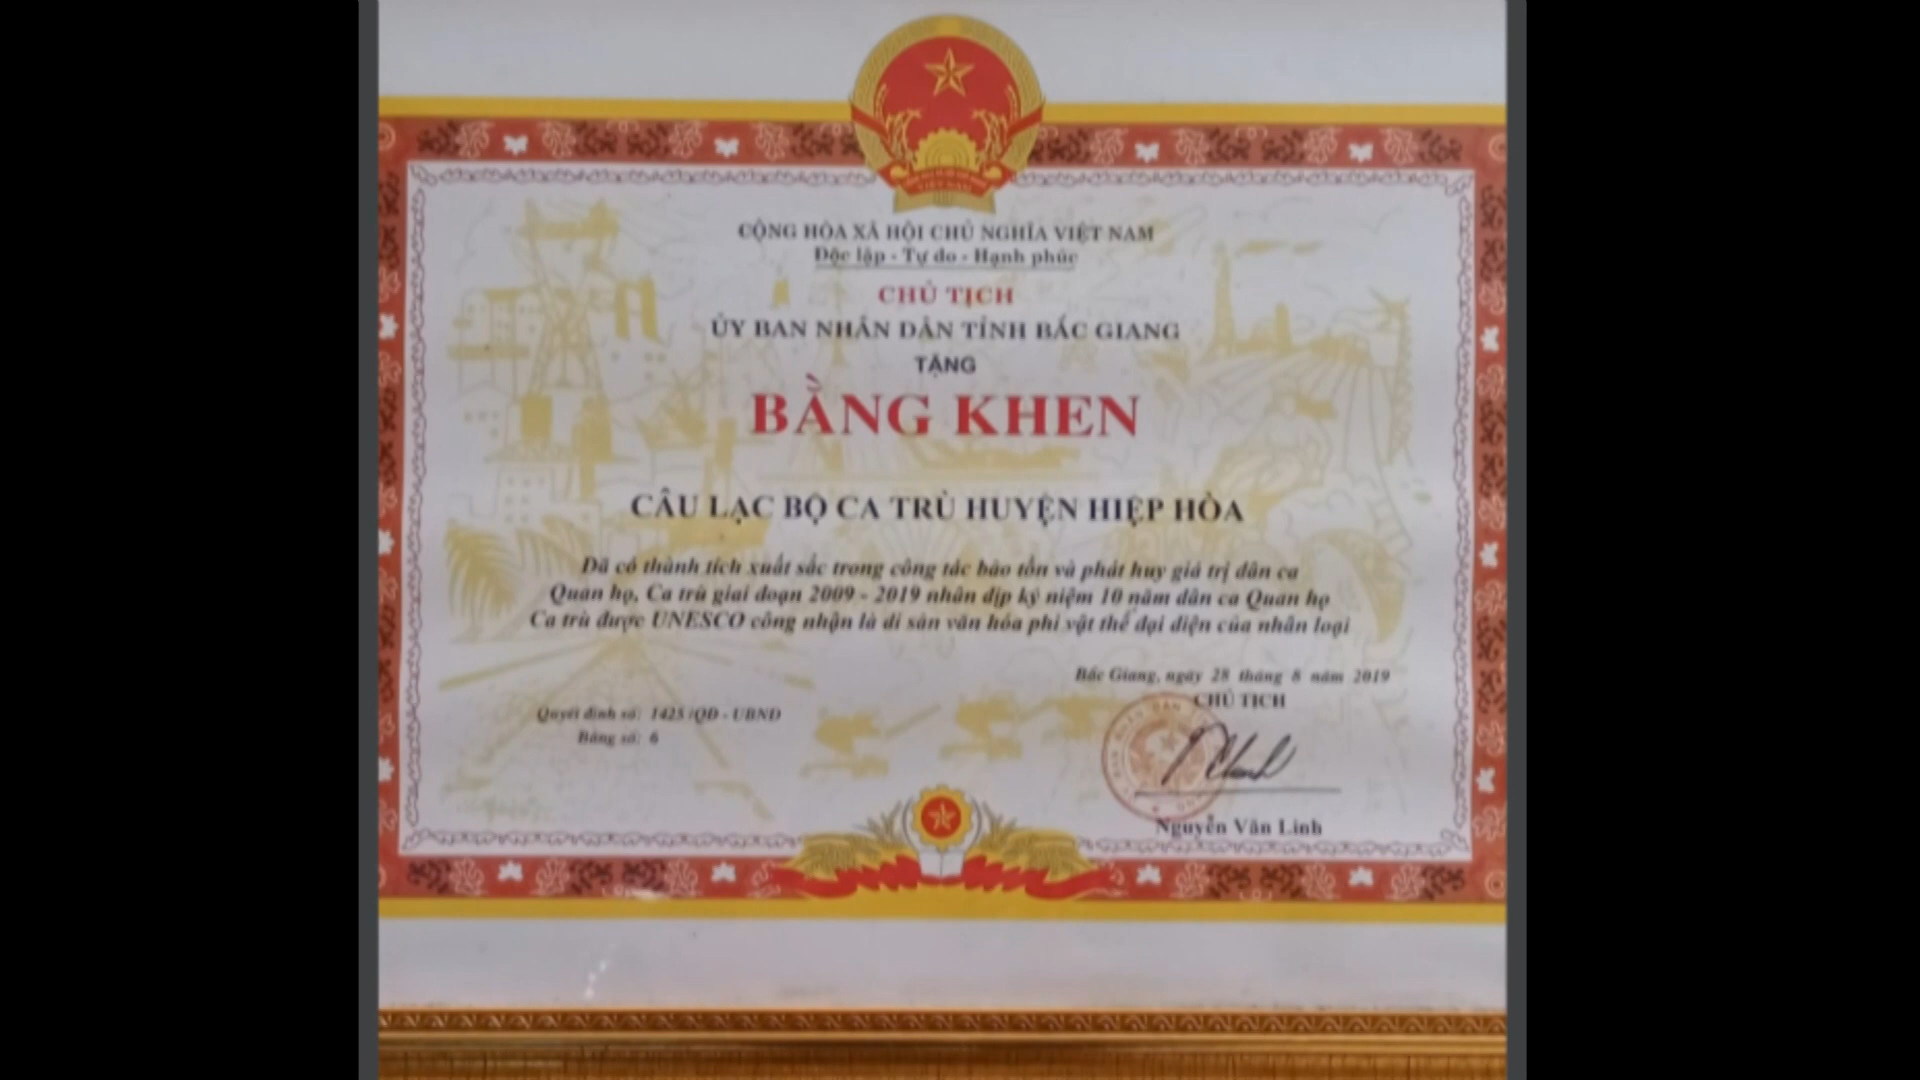 CỘNG HÒA XÃ HỘI CHỦ NGHĨA VIỆT NAM
Độc lập - Tự do - Hạnh phúc
CHỦ TỊCH
ỦY BAN NHÂN DÂN TỈNH BẮC GIANG
TẶNG
BẰNG KHEN
CÂU LẠC BỘ CA TRÙ HUYỆN HIỆP HÒA
Đã có thành tích xuất sắc trong công tác bảo tồn và phát huy giá trị dân ca
Quan họ, Ca trù giai đoạn 2009 - 2019 nhân dịp kỷ niệm 10 năm dân ca Quan họ
Ca trù được UNESCO công nhận là di sản văn hóa phi vật thể đại diện của nhân loại
Bắc Giang, ngày 28 tháng 8 năm 2019
CHỦ TỊCH
Quyết định số: 1425 /QĐ - UBND
Bằng số: 6
Nguyễn Văn Linh